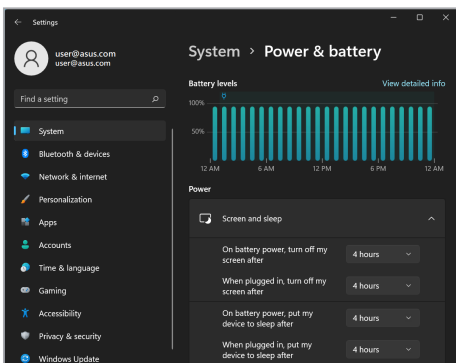 Settings
user@asus.com
user@asus.com
Find a setting
System
Bluetooth & devices
Network & internet
Personalization
Apps
Accounts
Time & language
Gaming
Accessibility
Privacy & security
Windows Update
System > Power & battery
Battery levels
View detailed info
100%
50%
12 AM 6 AM 12 PM 6 PM 12 AM
Power
Screen and sleep
On battery power, turn off my
screen after
4 hours
When plugged in, turn off my
screen after
4 hours
On battery power, put my
device to sleep after
4 hours
When plugged in, put my
device to sleep after
4 hours